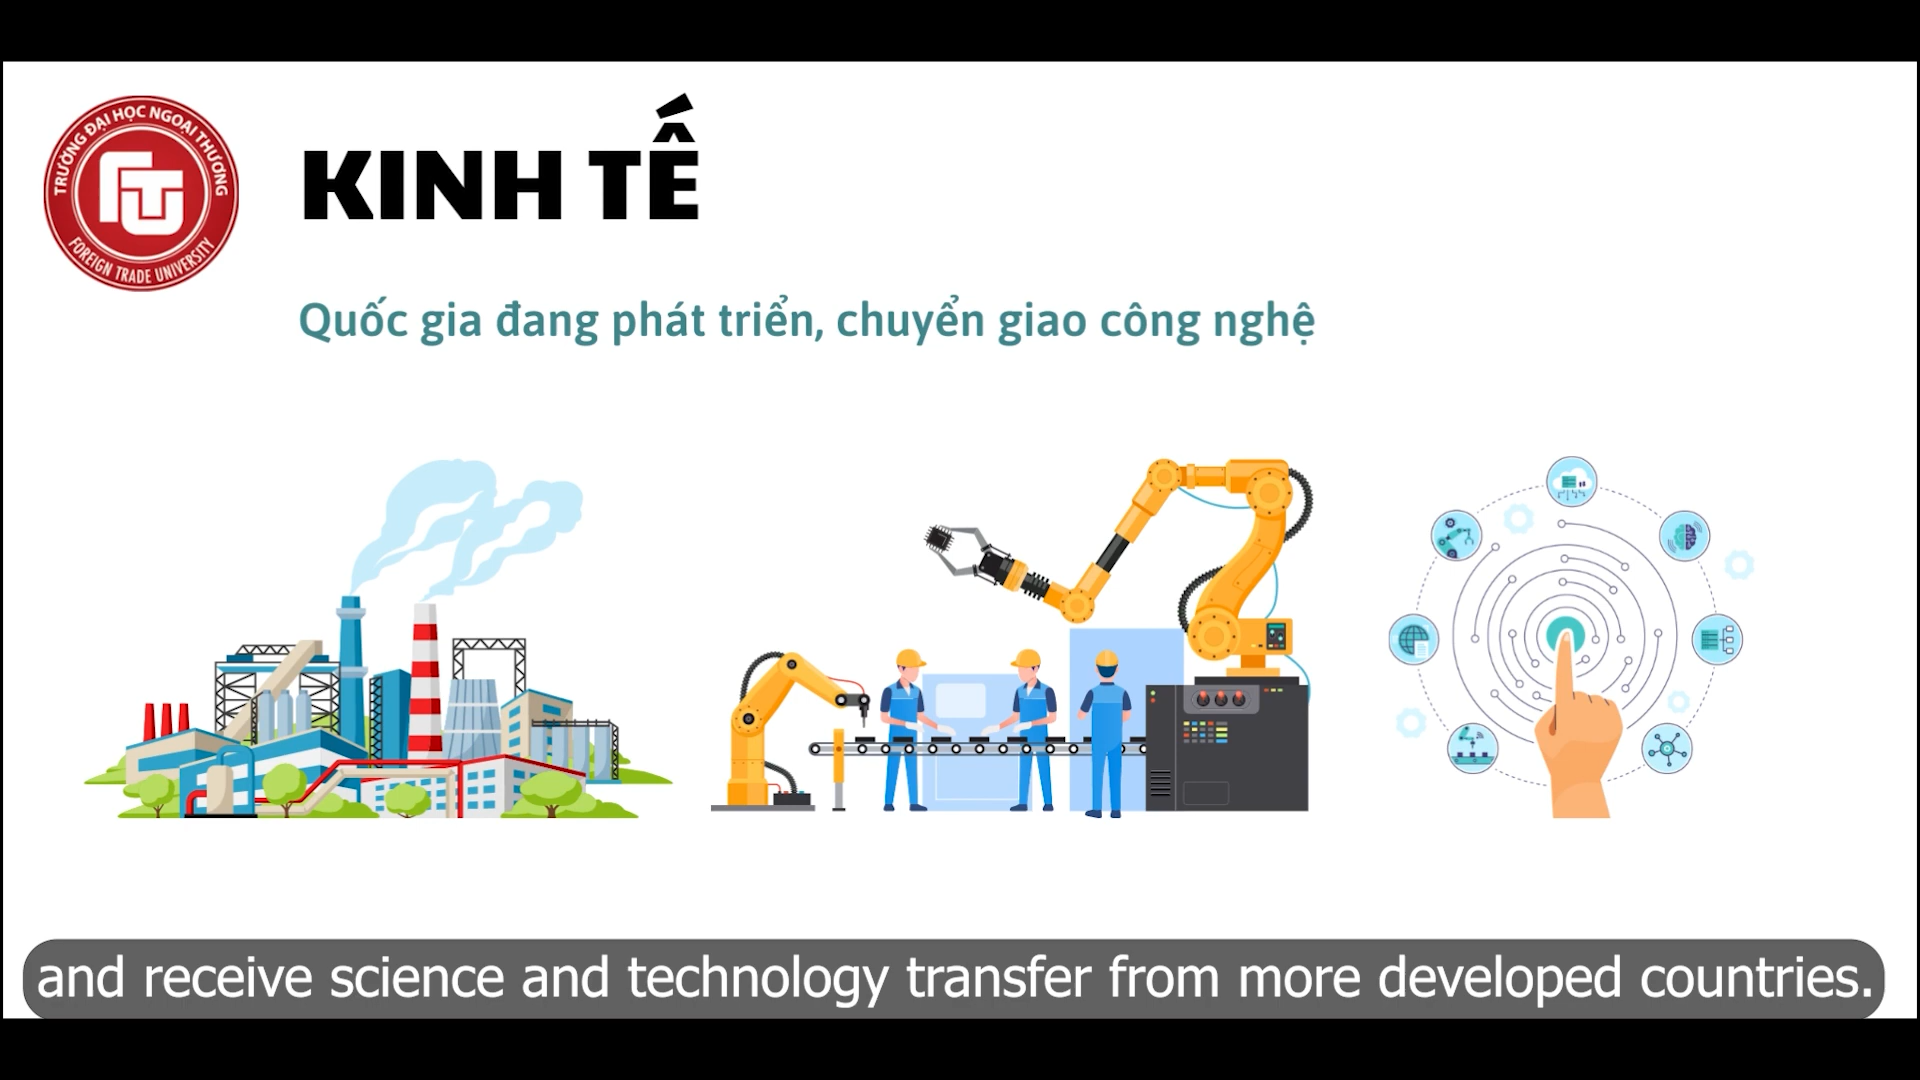 TRƯỜNG ĐẠI HỌC NGOẠI THƯƠNG
FTU
FOREIGN TRADE UNIVERSITY
KINH TẾ
Quốc gia đang phát triển, chuyển giao công nghệ
and receive science and technology transfer from more developed countries.